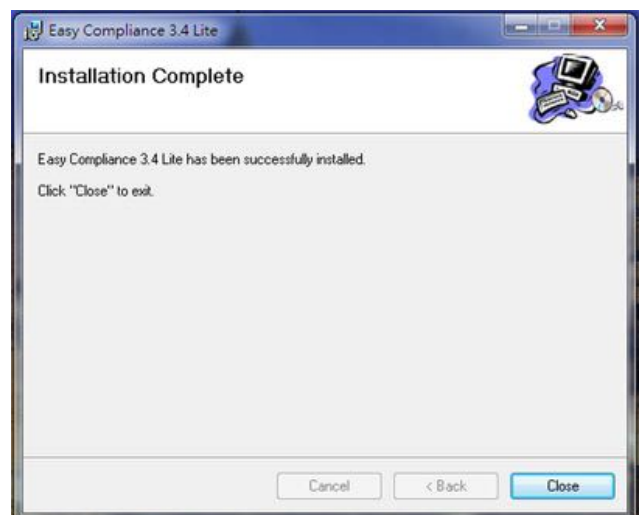 Easy Compliance 3.4 Lite
Installation Complete
Easy Compliance 3.4 Lite has been successfully installed.
Click "Close" to exit.
Cancel
< Back
Close